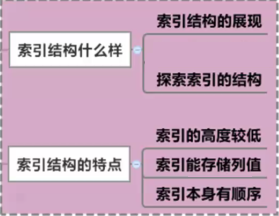 索引结构什么样
索引结构的展现
探索索引的结构
索引结构的特点
索引的高度较低
索引能存储列值
索引本身有顺序